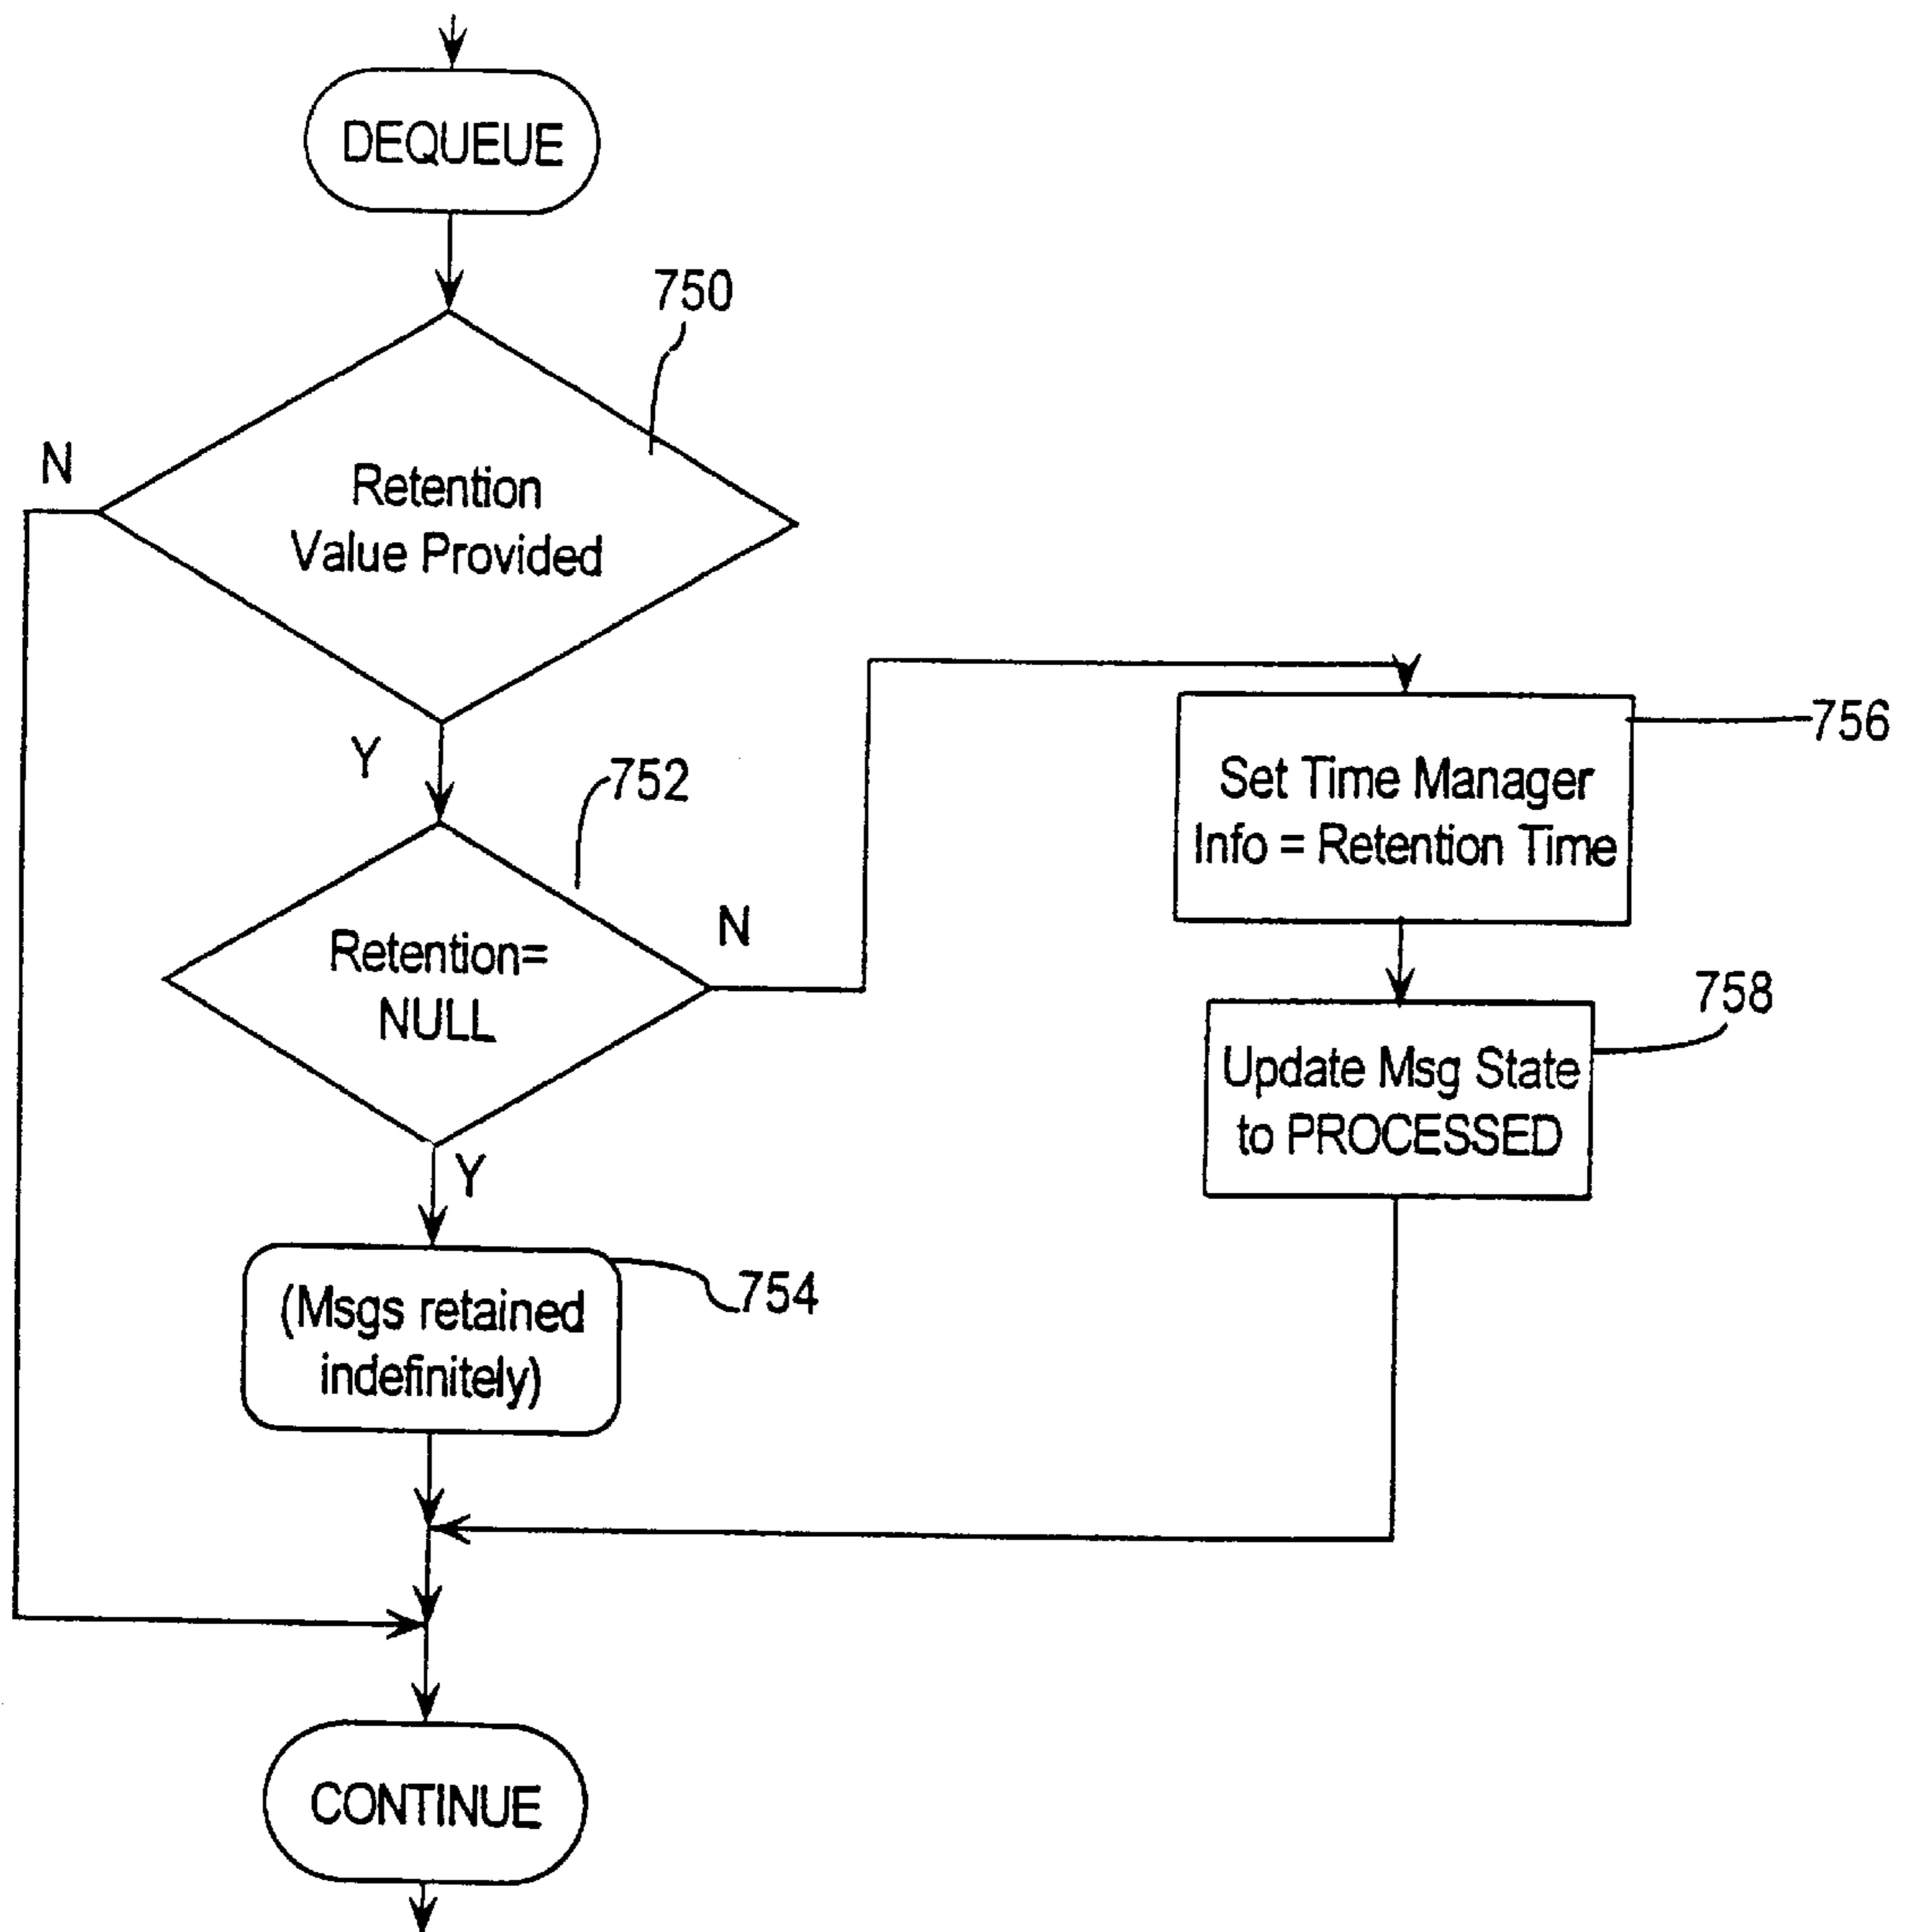 DEQUEUE
750
N
Retention
Value Provided
Y
752
756
Set Time Manager
Info = Retention Time
N
Retention=
NULL
758
Update Msg State
to PROCESSED
Y
754
(Msgs retained
indefinitely)
CONTINUE